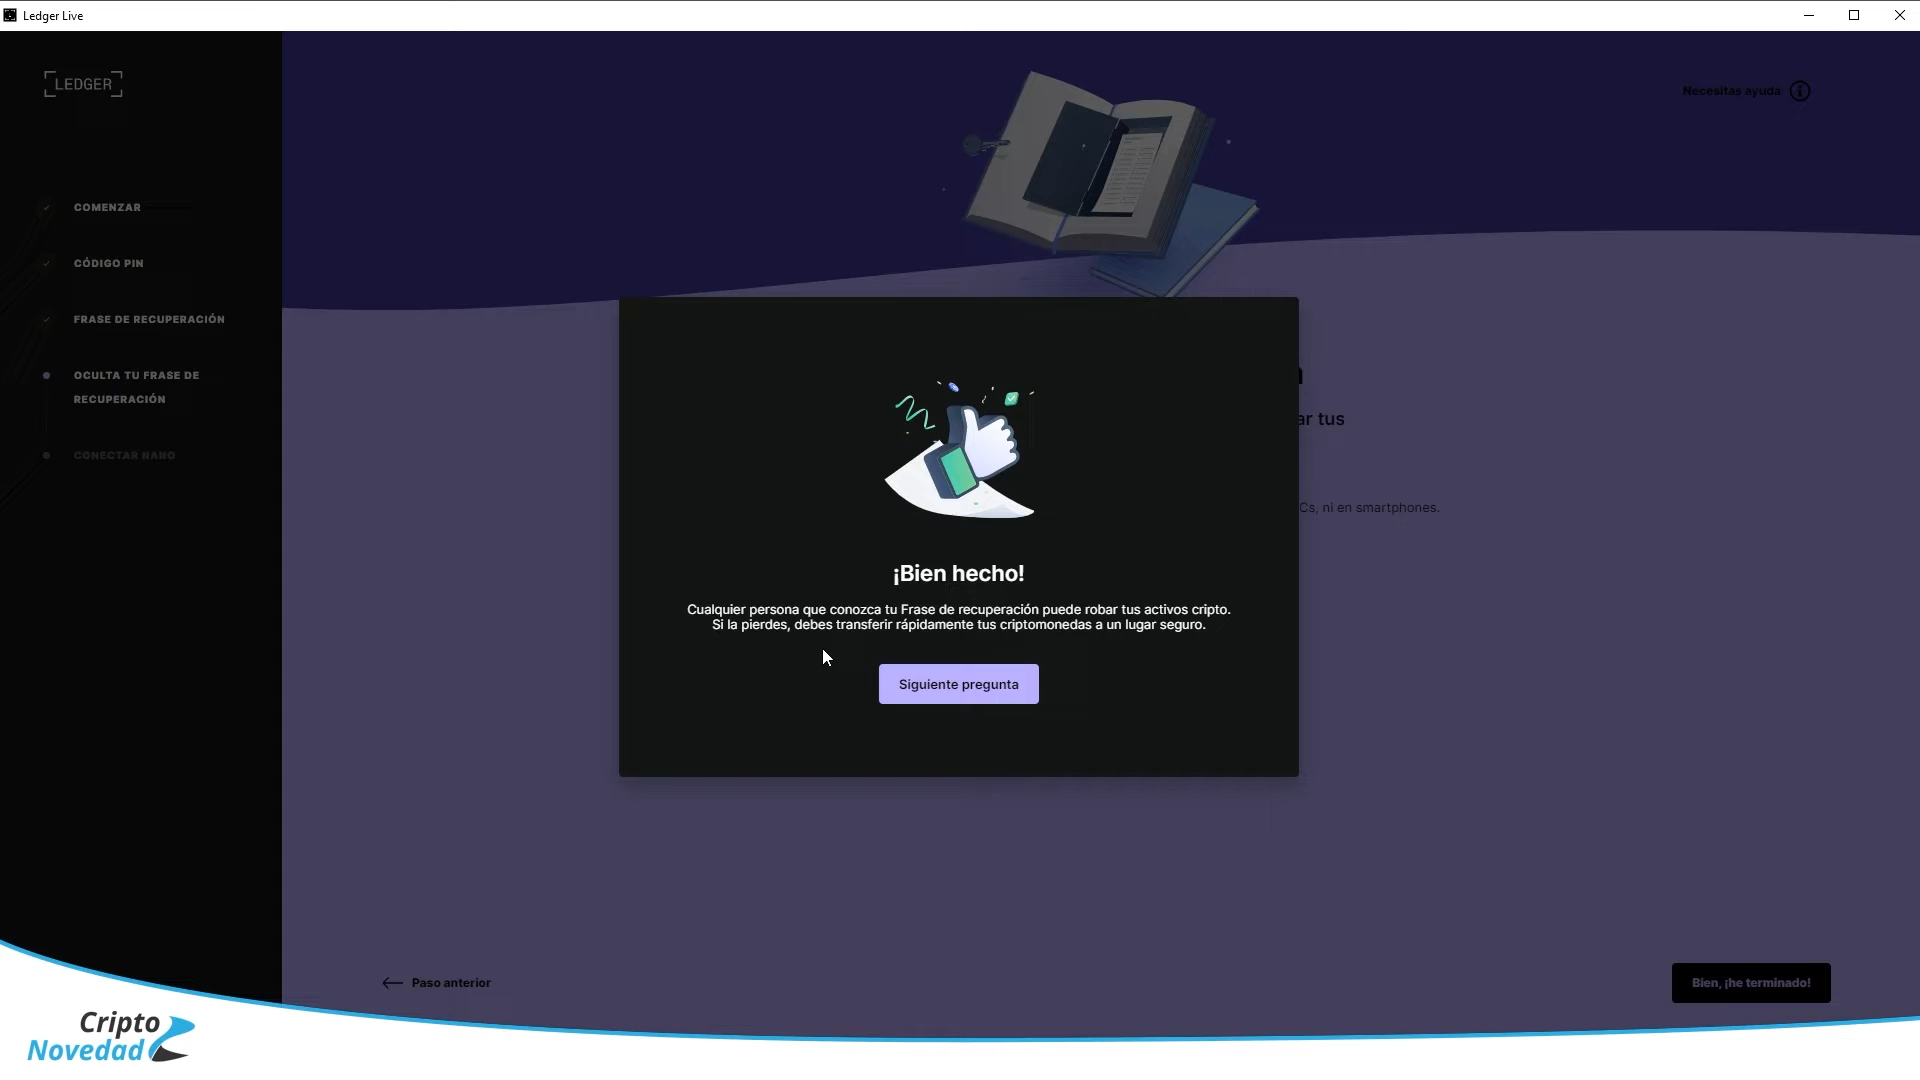 Ledger Live
LEDGER
Necesitas ayuda
COMENZAR
CÓDIGO PIN
FRASE DE RECUPERACIÓN
OCULTA TU FRASE DE
RECUPERACIÓN
CONECTAR NANO
ar tus
Cs, ni en smartphones.
¡Bien hecho!
Cualquier persona que conozca tu Frase de recuperación puede robar tus activos cripto.
Si la pierdes, debes transferir rápidamente tus criptomonedas a un lugar seguro.
Siguiente pregunta
Paso anterior
Bien, ¡he terminado!
Cripto
Novedad